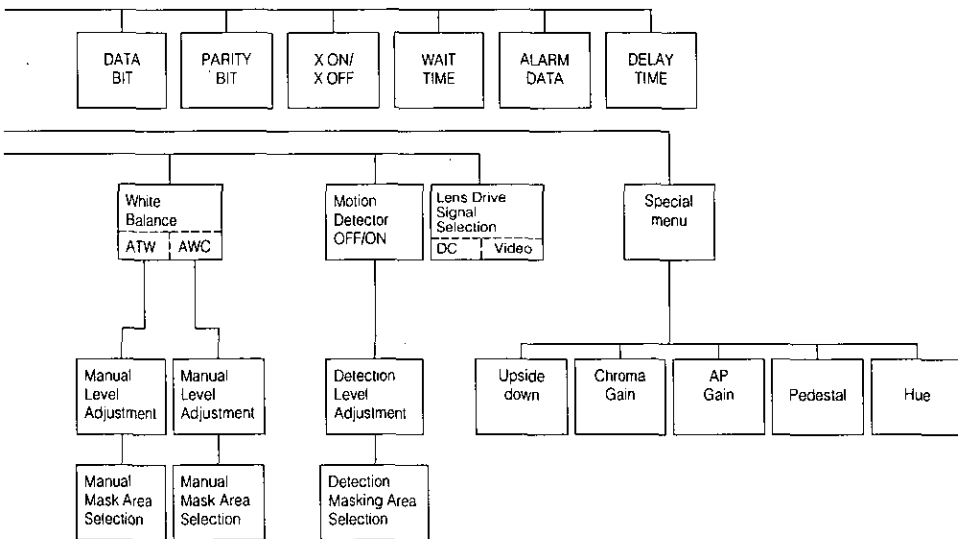 DATA
BIT
PARITY
BIT
X ON/
X OFF
WAIT
TIME
ALARM
DATA
DELAY
TIME
White
Balance
ATW
AWC
Motion
Detector
OFF/ON
Lens Drive
Signal
Selection
DC
Video
Special
menu
Manual
Level
Adjustment
Manual
Level
Adjustment
Detection
Level
Adjustment
Upside
down
Chroma
Gain
AP
Gain
Pedestal
Hue
Manual
Mask Area
Selection
Manual
Mask Area
Selection
Detection
Masking Area
Selection